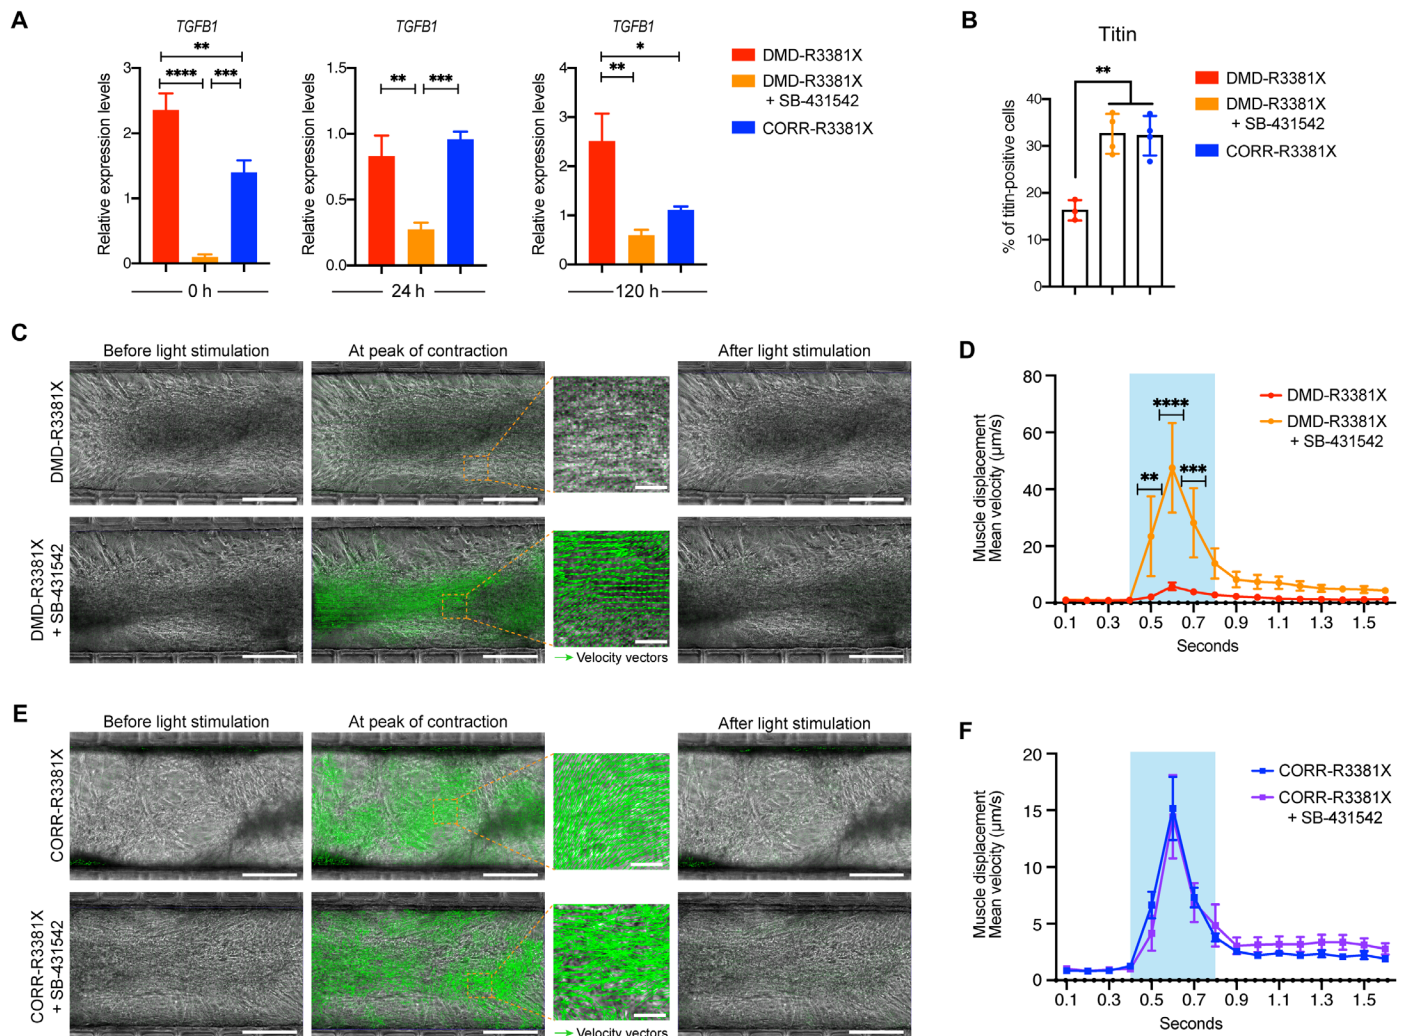 A
TGFB1
TGFB1
TGFB1
Relative expression levels
3
2
1
0
**
****
***
0 h
Relative expression levels
1.5
1.0
0.5
0.0
**
***
24 h
Relative expression levels
4
3
2
1
0
*
**
120 h
DMD-R3381X
DMD-R3381X
+ SB-431542
CORR-R3381X
B
Titin
% of titin-positive cells
40
30
20
10
0
**
DMD-R3381X
DMD-R3381X
+ SB-431542
CORR-R3381X
C
Before light stimulation
At peak of contraction
After light stimulation
DMD-R3381X
DMD-R3381X
+ SB-431542
Velocity vectors
D
Muscle displacement
Mean velocity (µm/s)
80
60
40
20
0
****
**
***
0.1 0.3 0.5 0.7 0.9 1.1 1.3 1.5
Seconds
DMD-R3381X
DMD-R3381X
+ SB-431542
E
Before light stimulation
At peak of contraction
After light stimulation
CORR-R3381X
CORR-R3381X
+ SB-431542
Velocity vectors
F
Muscle displacement
Mean velocity (µm/s)
20
15
10
5
0
0.1 0.3 0.5 0.7 0.9 1.1 1.3 1.5
Seconds
CORR-R3381X
CORR-R3381X
+ SB-431542